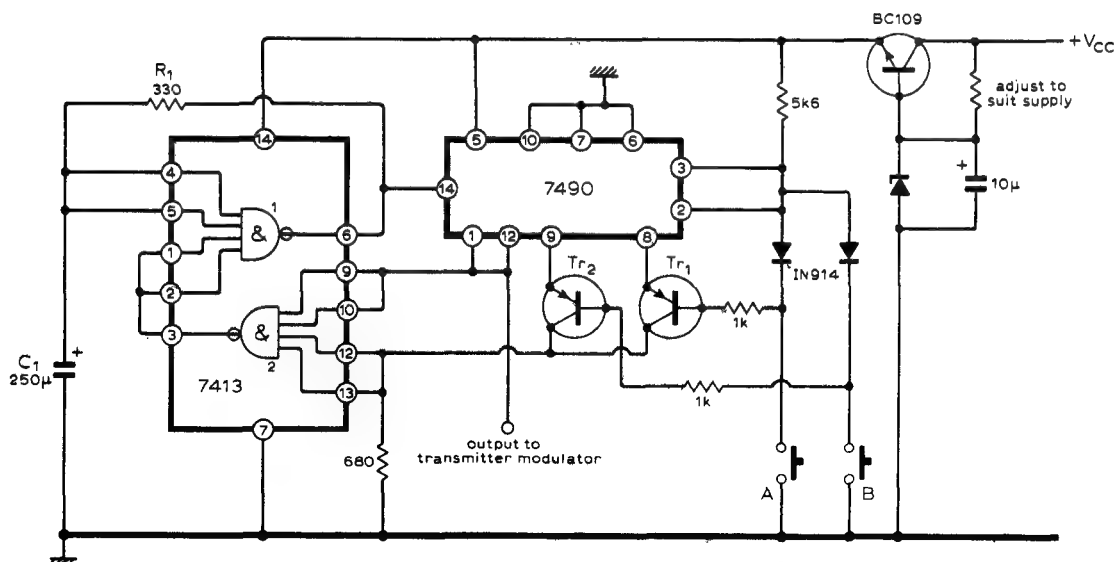 BC109
+VCC
R1
330
5k6
adjust to
suit supply
14
5
10
7
6
4
3
14
7490
+
10μ
5
1
2
&
6
1
1
12
9
8
9
Tr2
Tr1
IN914
2
10
3
&
1k
+
C1
250μ
12
2
7413
13
1k
7
output to
transmitter modulator
680
A
B